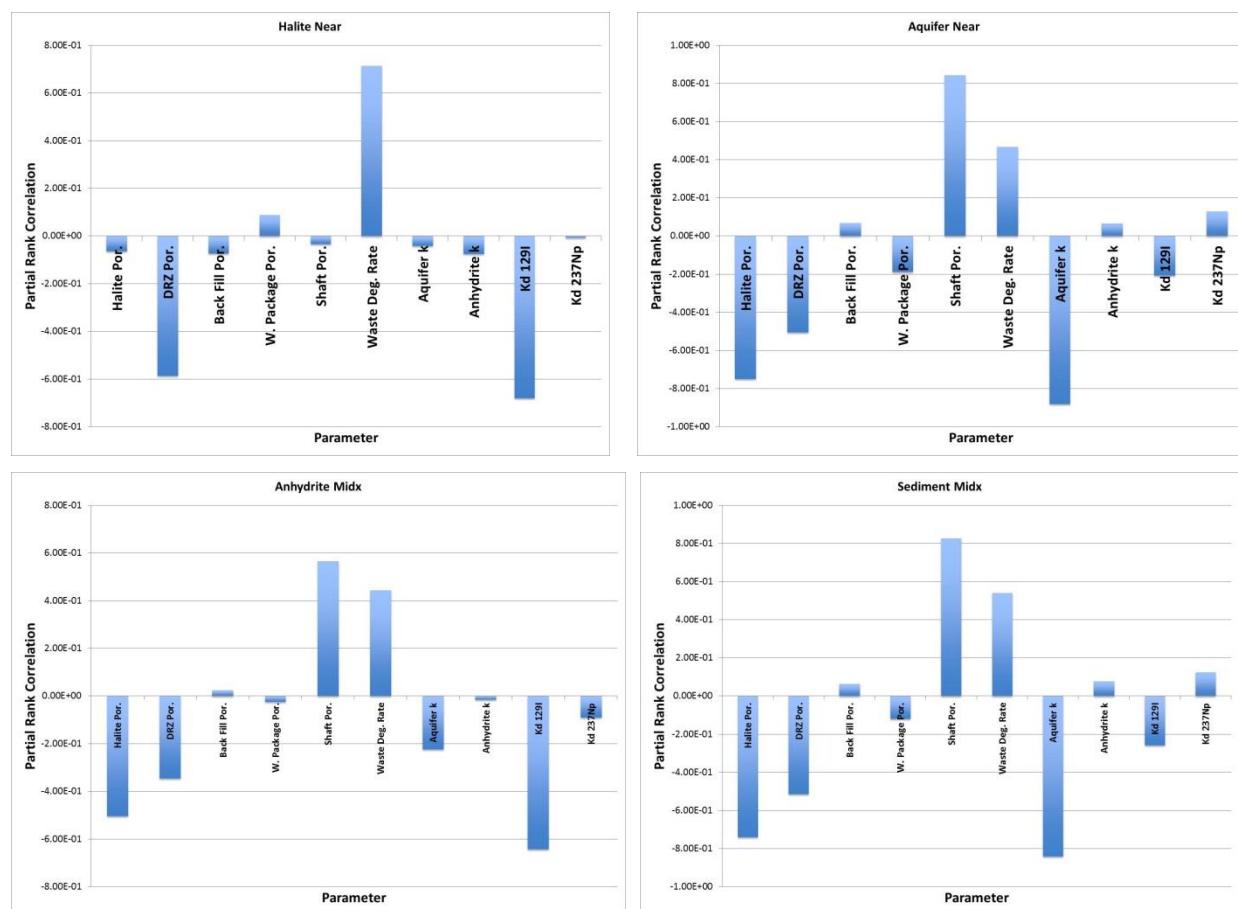 Halite Near
8.00E-01
6.00E-01
4.00E-01
2.00E-01
0.00E+00
-2.00E-01
-4.00E-01
-6.00E-01
-8.00E-01
Partial Rank Correlation
Halite Por.
DRZ Por.
Back Fill Por.
W. Package Por.
Shaft Por.
Waste Deg. Rate
Aquifer k
Anhydrite k
Kd 129I
Kd 237Np
Parameter
Aquifer Near
1.00E+00
8.00E-01
6.00E-01
4.00E-01
2.00E-01
0.00E+00
-2.00E-01
-4.00E-01
-6.00E-01
-8.00E-01
-1.00E+00
Partial Rank Correlation
Halite Por.
DRZ Por.
Back Fill Por.
W. Package Por.
Shaft Por.
Waste Deg. Rate
Aquifer k
Anhydrite k
Kd 129I
Kd 237Np
Parameter
Anhydrite Midx
8.00E-01
6.00E-01
4.00E-01
2.00E-01
0.00E+00
-2.00E-01
-4.00E-01
-6.00E-01
-8.00E-01
Partial Rank Correlation
Halite Por.
DRZ Por.
Back Fill Por.
W. Package Por.
Shaft Por.
Waste Deg. Rate
Aquifer k
Anhydrite k
Kd 129I
Kd 237Np
Parameter
Sediment Midx
1.00E+00
8.00E-01
6.00E-01
4.00E-01
2.00E-01
0.00E+00
-2.00E-01
-4.00E-01
-6.00E-01
-8.00E-01
-1.00E+00
Partial Rank Correlation
Halite Por.
DRZ Por.
Back Fill Por.
W. Package Por.
Shaft Por.
Waste Deg. Rate
Aquifer k
Anhydrite k
Kd 129I
Kd 237Np
Parameter